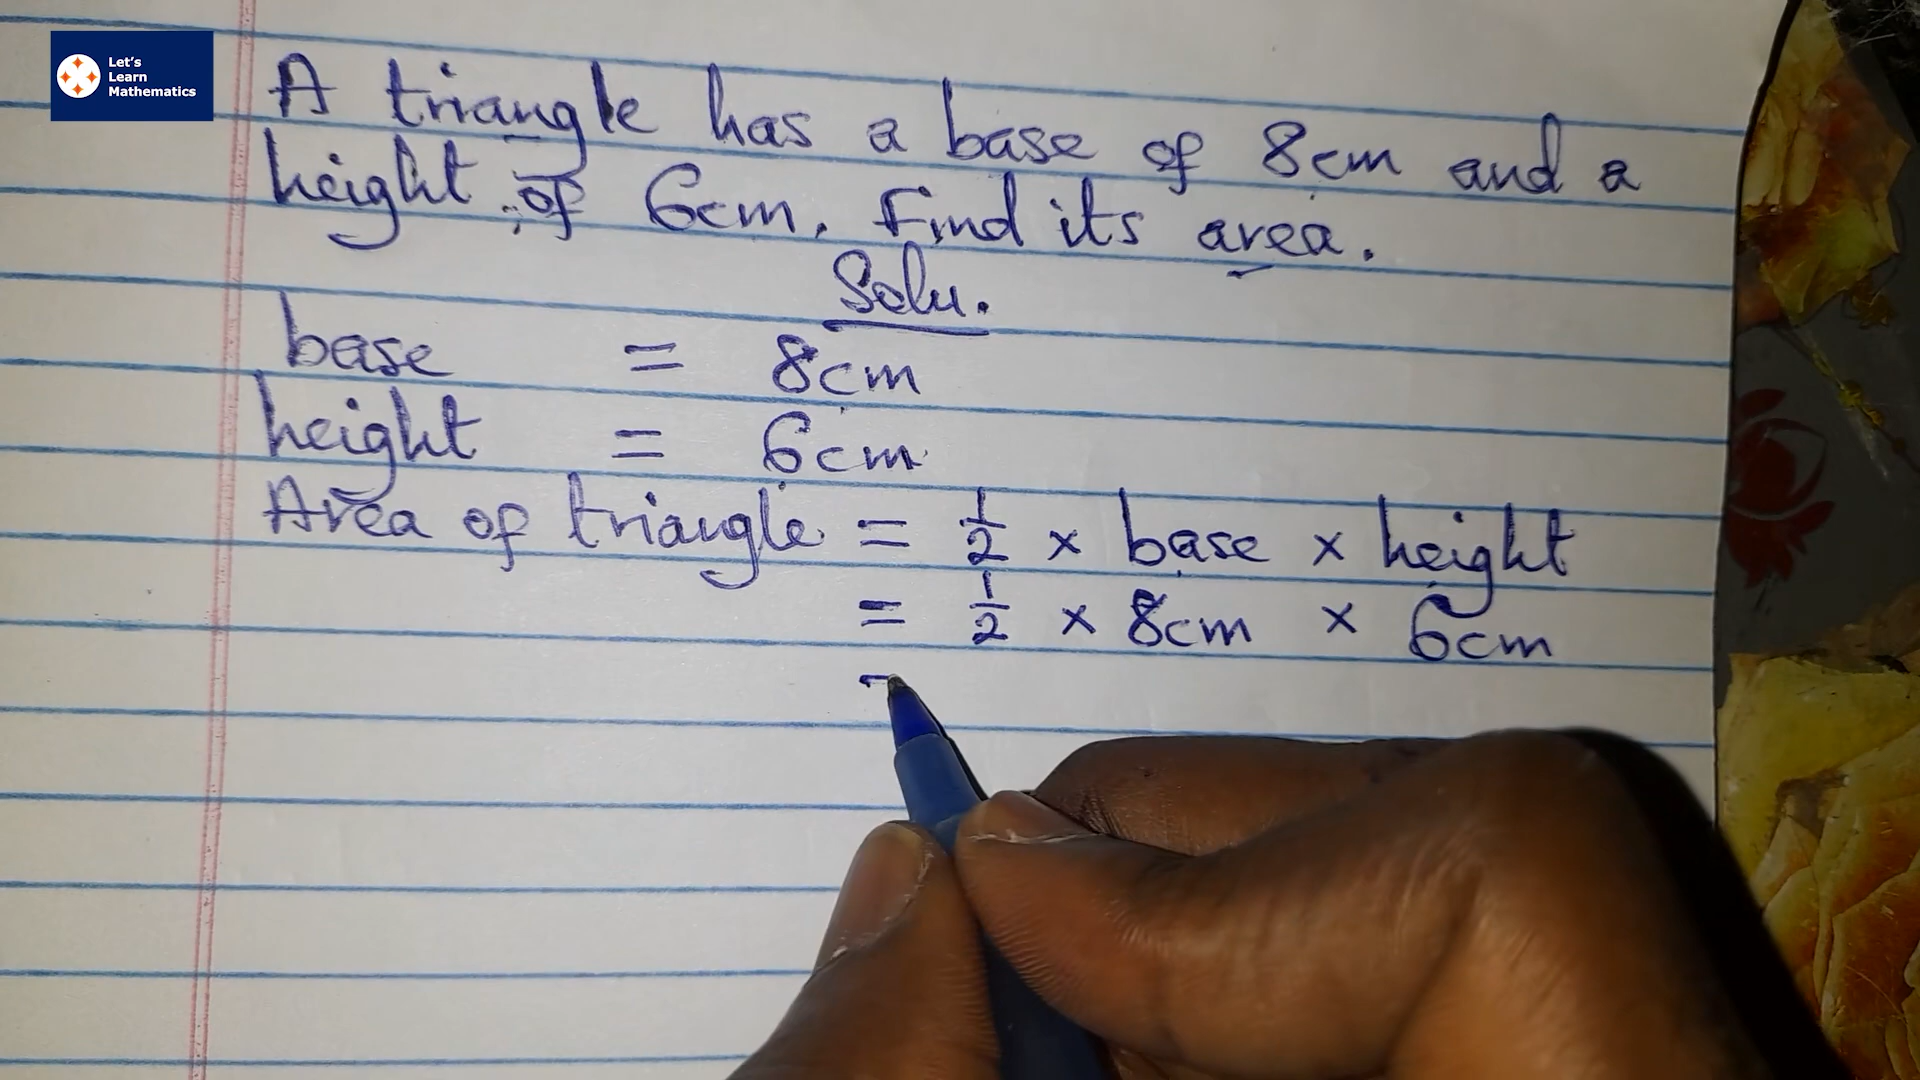 Let's
Learn
Mathematics
A triangle has a base of 8cm and a
height of 6cm. Find its area.
Solu.
base = 8cm
height = 6cm
Area of triangle = 1/2 × base × height
= 1/2 × 8cm × 6cm